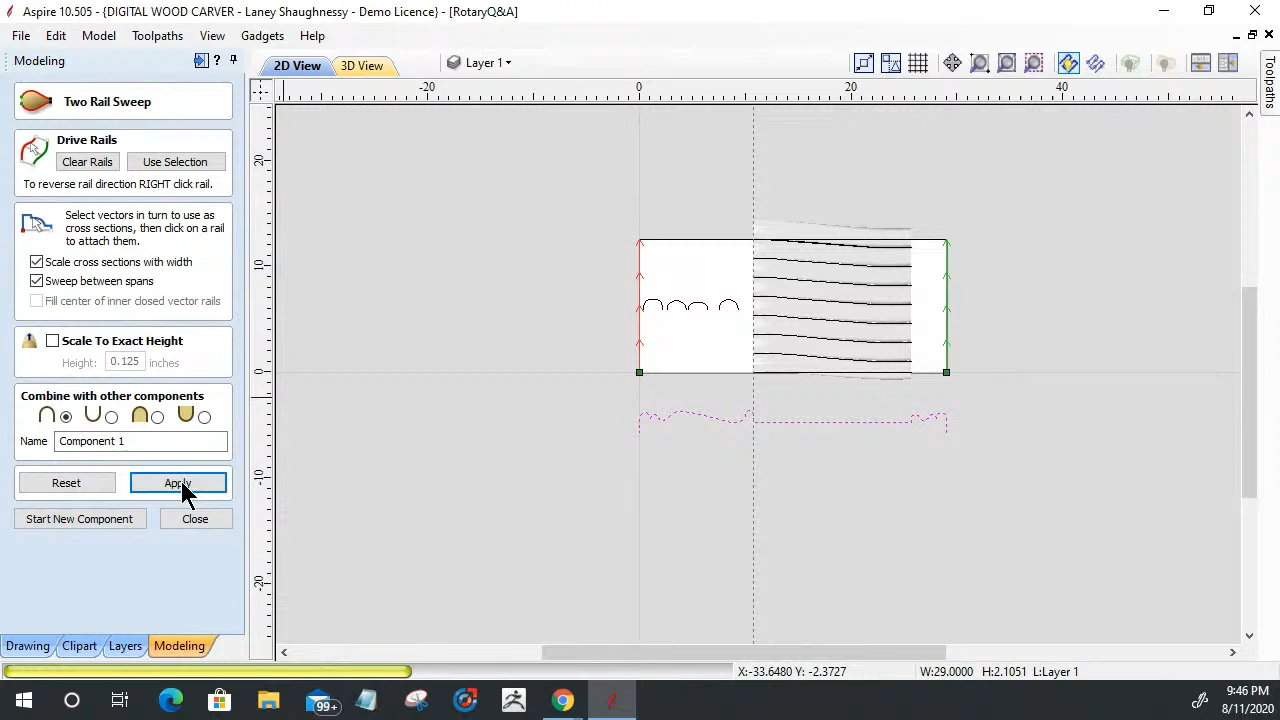 Aspire 10.505 - {DIGITAL WOOD CARVER - Laney Shaughnessy - Demo Licence} - [RotaryQ&A]
File Edit Model Toolpaths View Gadgets Help
Modeling
2D View 3D View Layer 1
Toolpaths
-20 0 20 40
20
10
0
-10
-20
Two Rail Sweep
Drive Rails
Clear Rails Use Selection
To reverse rail direction RIGHT click rail.
Select vectors in turn to use as
cross sections, then click on a rail
to attach them.
Scale cross sections with width
Sweep between spans
Fill center of inner closed vector rails
Scale To Exact Height
Height: 0.125 inches
Combine with other components
Name Component 1
Reset Apply
Start New Component Close
Drawing Clipart Layers Modeling
X:-33.6480 Y: -2.3727 W:29.0000 H:2.1051 L:Layer 1
99+
9:46 PM
8/11/2020